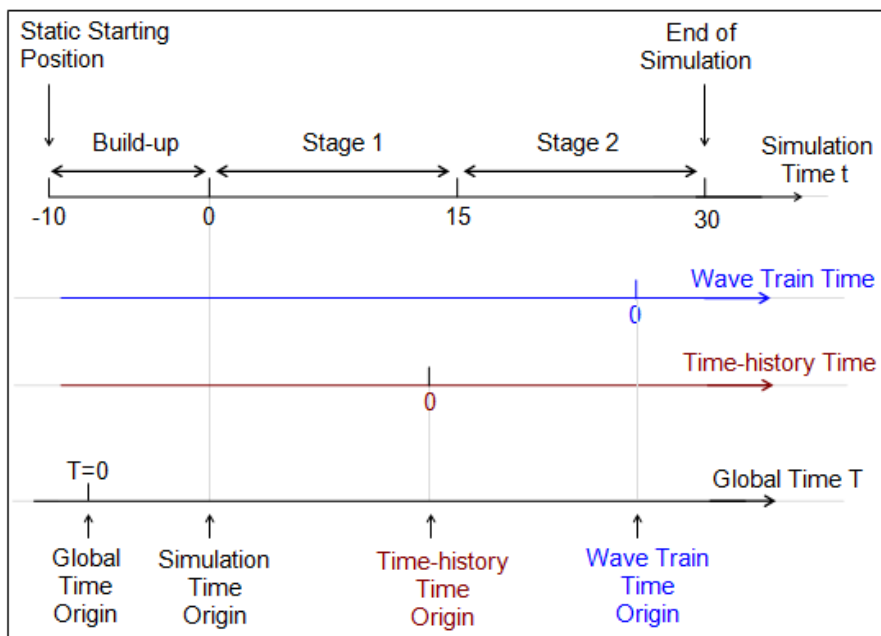 Static Starting
Position
End of
Simulation
Build-up
Stage 1
Stage 2
Simulation
Time t
-10
0
15
30
Wave Train Time
0
Time-history Time
0
T=0
Global Time T
Global
Time
Origin
Simulation
Time
Origin
Time-history
Time
Origin
Wave Train
Time
Origin